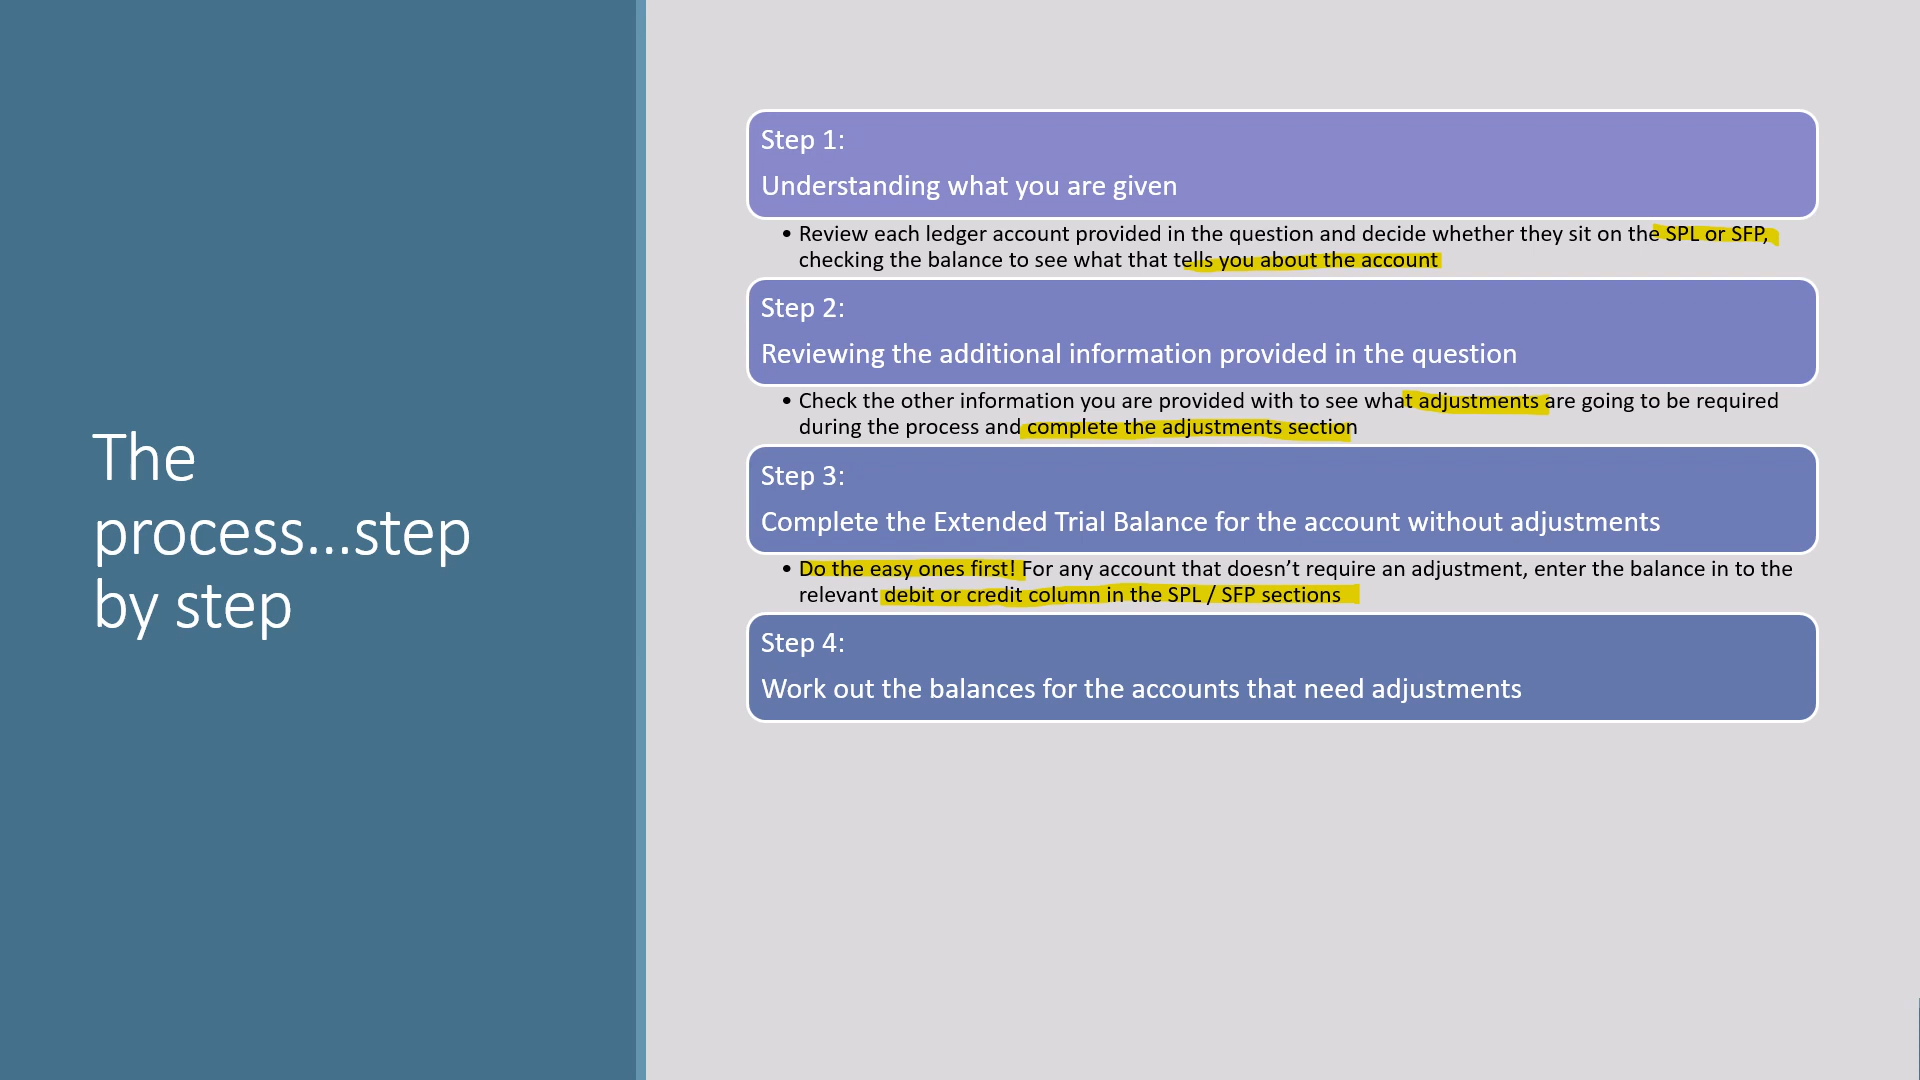 The
process...step
by step
Step 1:
Understanding what you are given
• Review each ledger account provided in the question and decide whether they sit on the SPL or SFP,
checking the balance to see what that tells you about the account
Step 2:
Reviewing the additional information provided in the question
• Check the other information you are provided with to see what adjustments are going to be required
during the process and complete the adjustments section
Step 3:
Complete the Extended Trial Balance for the account without adjustments
• Do the easy ones first! For any account that doesn’t require an adjustment, enter the balance in to the
relevant debit or credit column in the SPL / SFP sections
Step 4:
Work out the balances for the accounts that need adjustments